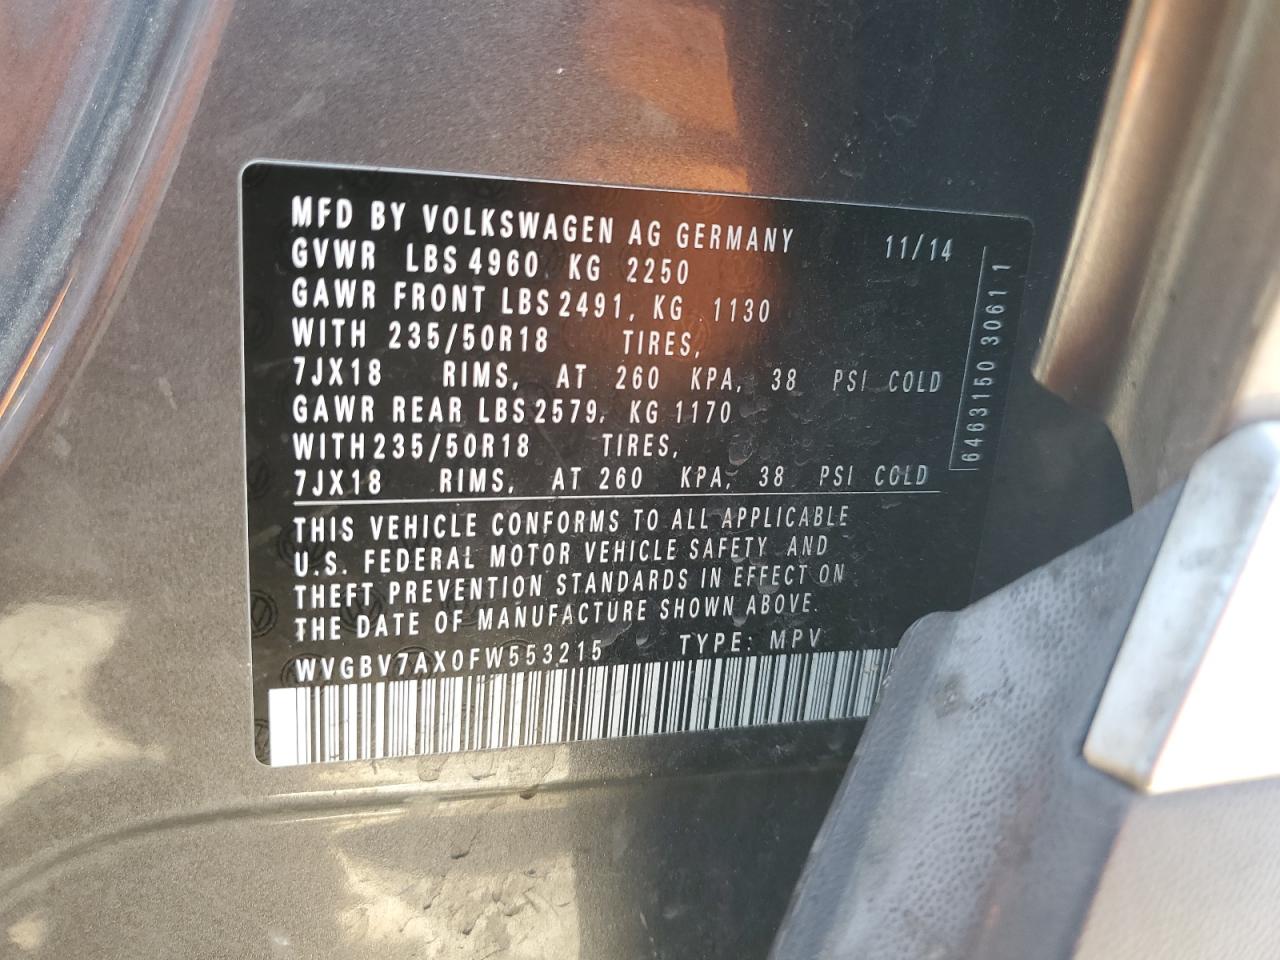 MFD BY VOLKSWAGEN AG GERMANY 11/14
GVWR LBS 4960 KG 2250
GAWR FRONT LBS 2491, KG 1130
WITH 235/50R18 TIRES,
7JX18 RIMS, AT 260 KPA, 38 PSI COLD
GAWR REAR LBS 2579, KG 1170
WITH 235/50R18 TIRES,
7JX18 RIMS, AT 260 KPA, 38 PSI COLD
THIS VEHICLE CONFORMS TO ALL APPLICABLE
U.S. FEDERAL MOTOR VEHICLE SAFETY AND
THEFT PREVENTION STANDARDS IN EFFECT ON
THE DATE OF MANUFACTURE SHOWN ABOVE.
WVGBV7AX0FW553215 TYPE: MPV
6463150 30611